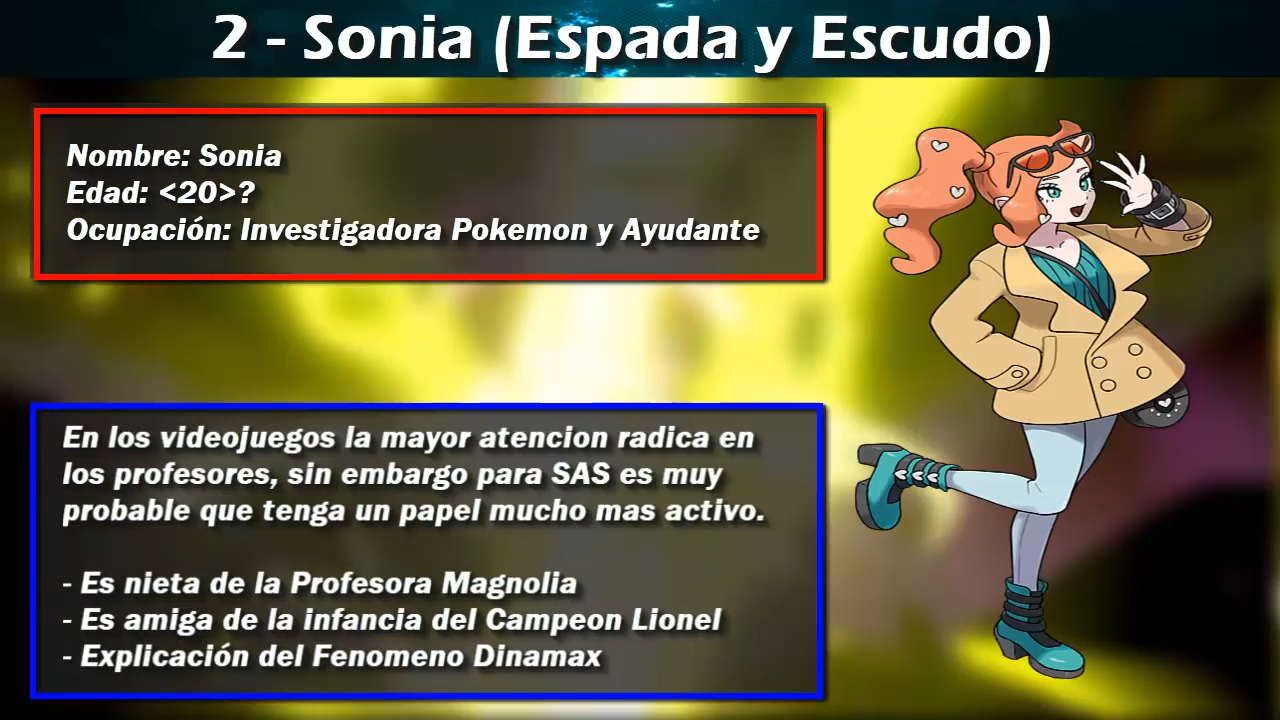 2 - Sonia (Espada y Escudo)
Nombre: Sonia
Edad: <20>?
Ocupación: Investigadora Pokemon y Ayudante
En los videojuegos la mayor atencion radica en
los profesores, sin embargo para SAS es muy
probable que tenga un papel mucho mas activo.
- Es nieta de la Profesora Magnolia
- Es amiga de la infancia del Campeon Lionel
- Explicación del Fenomeno Dinamax